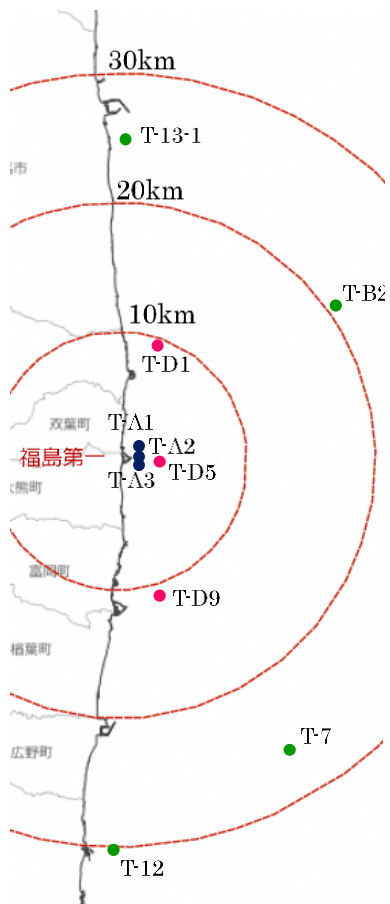 30km
T-13-1
市
20km
T-B2
10km
T-D1
双葉町
T-A1
T-A2
福島第一
T-D5
T-A3
大熊町
富岡町
T-D9
楢葉町
T-7
広野町
T-12